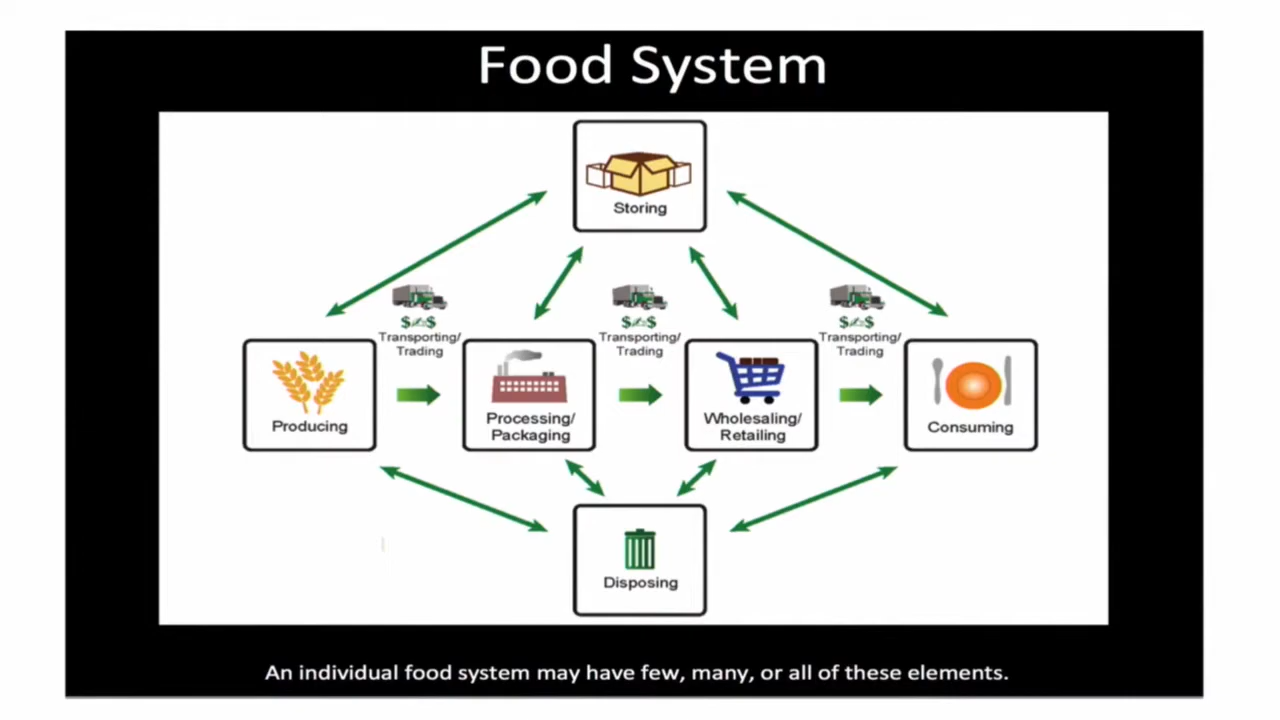 Food System
Storing
$ $
Transporting/
Trading
$ $
Transporting/
Trading
$ $
Transporting/
Trading
Producing
Processing/
Packaging
Wholesaling/
Retailing
Consuming
Disposing
An individual food system may have few, many, or all of these elements.